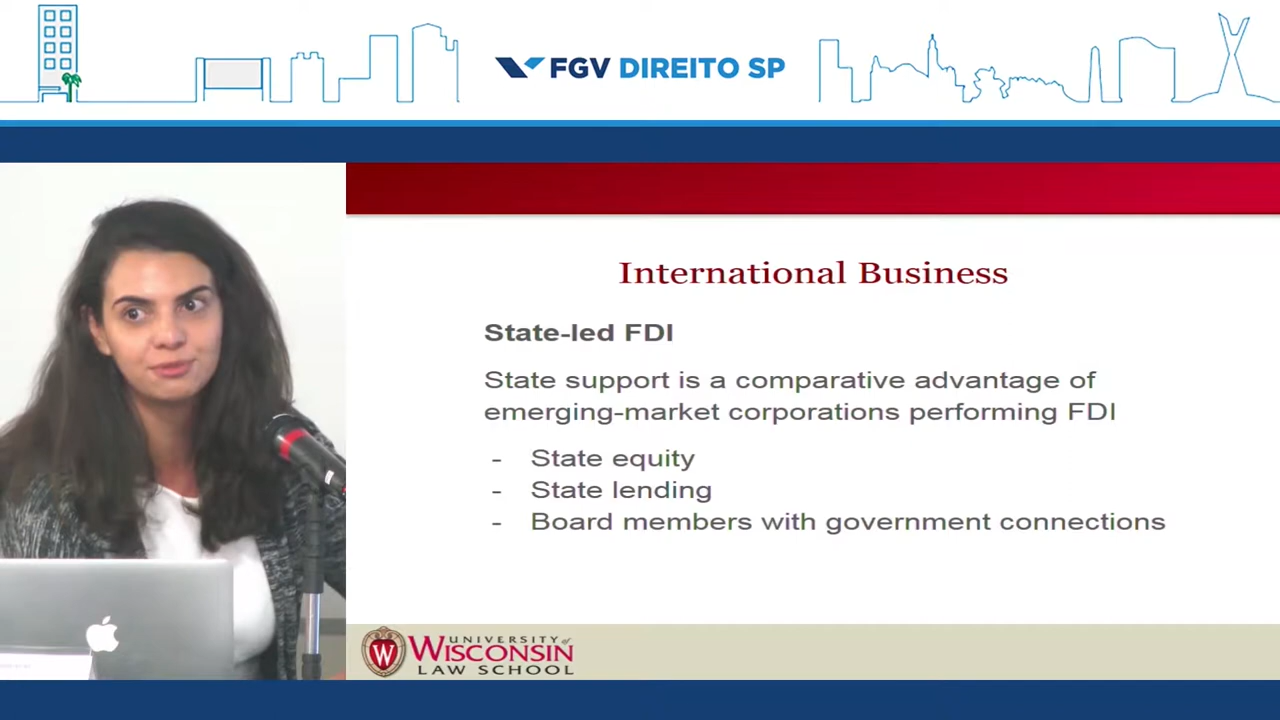 FGV DIREITO SP
International Business
State-led FDI
State support is a comparative advantage of
emerging-market corporations performing FDI
- State equity
- State lending
- Board members with government connections
W
UNIVERSITY of
WISCONSIN
LAW SCHOOL